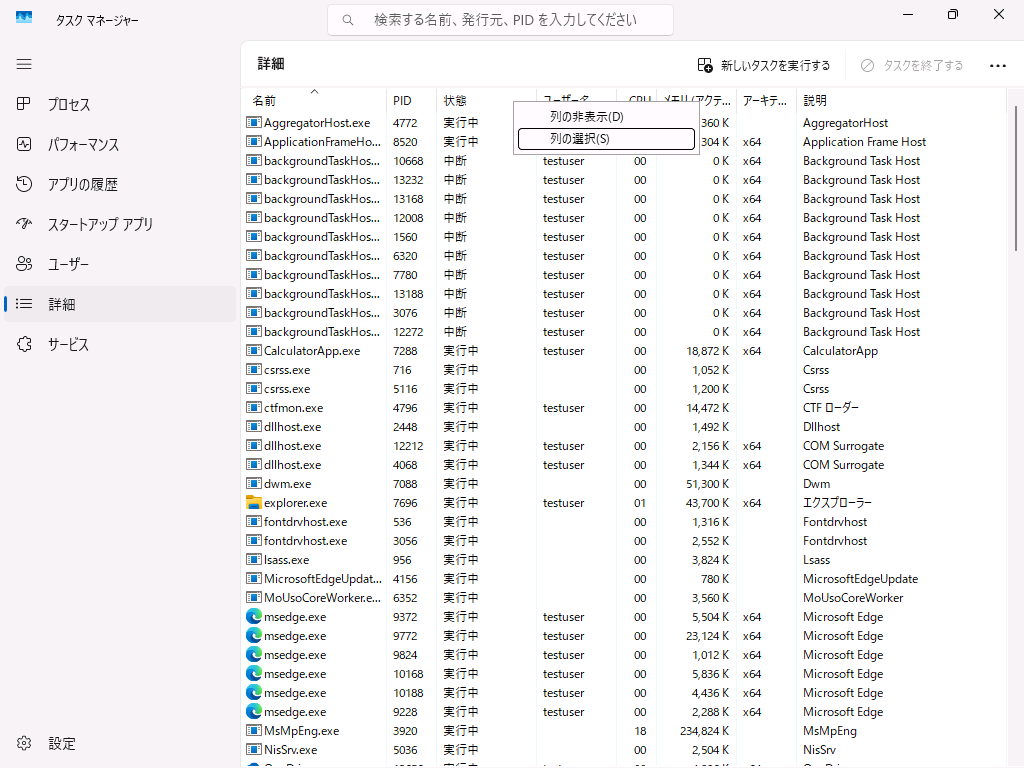 タスク マネージャー
検索する名前、発行元、PID を入力してください
詳細
新しいタスクを実行する
タスクを終了する
プロセス
パフォーマンス
アプリの履歴
スタートアップ アプリ
ユーザー
詳細
サービス
設定
名前 PID 状態 ユーザー名 CPU メモリ (アクテ... アーキテ... 説明
列の非表示(D)
列の選択(S)
AggregatorHost.exe 4772 実行中 360 K AggregatorHost
ApplicationFrameHo... 8520 実行中 304 K x64 Application Frame Host
backgroundTaskHos... 10668 中断 testuser 00 0 K x64 Background Task Host
backgroundTaskHos... 13232 中断 testuser 00 0 K x64 Background Task Host
backgroundTaskHos... 13168 中断 testuser 00 0 K x64 Background Task Host
backgroundTaskHos... 12008 中断 testuser 00 0 K x64 Background Task Host
backgroundTaskHos... 1560 中断 testuser 00 0 K x64 Background Task Host
backgroundTaskHos... 6320 中断 testuser 00 0 K x64 Background Task Host
backgroundTaskHos... 7780 中断 testuser 00 0 K x64 Background Task Host
backgroundTaskHos... 13188 中断 testuser 00 0 K x64 Background Task Host
backgroundTaskHos... 3076 中断 testuser 00 0 K x64 Background Task Host
backgroundTaskHos... 12272 中断 testuser 00 0 K x64 Background Task Host
CalculatorApp.exe 7288 実行中 testuser 00 18,872 K x64 CalculatorApp
csrss.exe 716 実行中 00 1,052 K Csrss
csrss.exe 5116 実行中 00 1,200 K Csrss
ctfmon.exe 4796 実行中 testuser 00 14,472 K CTF ローダー
dllhost.exe 2448 実行中 00 1,492 K Dllhost
dllhost.exe 12212 実行中 testuser 00 2,156 K x64 COM Surrogate
dllhost.exe 4068 実行中 testuser 00 1,344 K x64 COM Surrogate
dwm.exe 7088 実行中 00 51,300 K Dwm
explorer.exe 7696 実行中 testuser 01 43,700 K x64 エクスプローラー
fontdrvhost.exe 536 実行中 00 1,316 K Fontdrvhost
fontdrvhost.exe 3056 実行中 00 2,552 K Fontdrvhost
lsass.exe 956 実行中 00 3,824 K Lsass
MicrosoftEdgeUpdat... 4156 実行中 00 780 K MicrosoftEdgeUpdate
MoUsoCoreWorker.e... 6352 実行中 00 3,560 K MoUsoCoreWorker
msedge.exe 9372 実行中 testuser 00 5,504 K x64 Microsoft Edge
msedge.exe 9772 実行中 testuser 00 23,124 K x64 Microsoft Edge
msedge.exe 9824 実行中 testuser 00 1,012 K x64 Microsoft Edge
msedge.exe 10168 実行中 testuser 00 5,836 K x64 Microsoft Edge
msedge.exe 10188 実行中 testuser 00 4,436 K x64 Microsoft Edge
msedge.exe 9228 実行中 testuser 00 2,288 K x64 Microsoft Edge
MsMpEng.exe 3920 実行中 18 234,824 K MsMpEng
NisSrv.exe 5036 実行中 00 2,504 K NisSrv